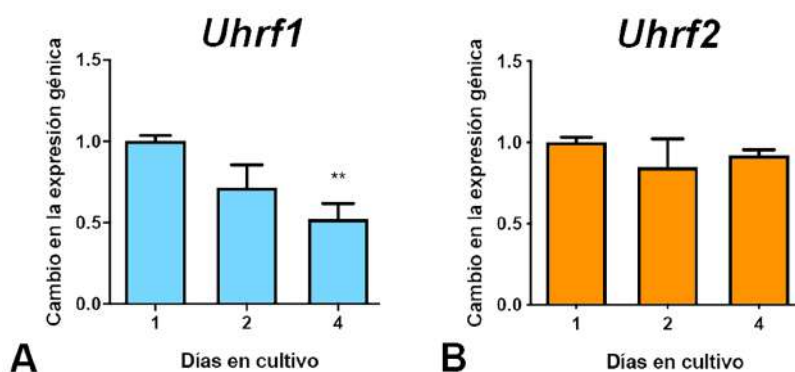 Uhrf1
Cambio en la expresión génica
1.5
1.0
0.5
0.0
**
1
2
4
Días en cultivo
A
Uhrf2
Cambio en la expresión génica
1.5
1.0
0.5
0.0
1
2
4
Días en cultivo
B